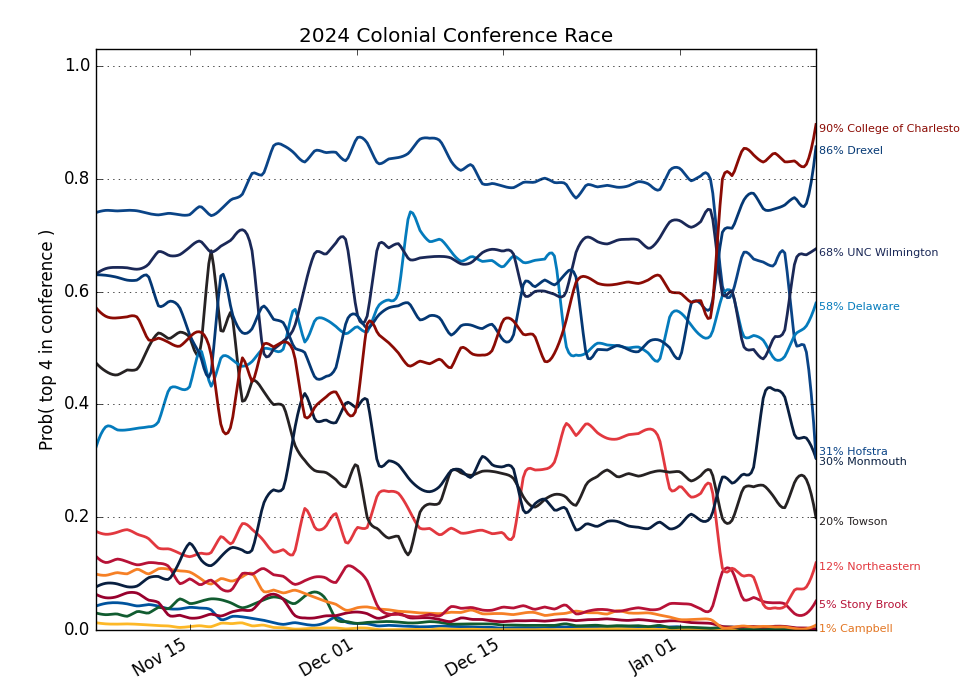 2024 Colonial Conference Race
Prob( top 4 in conference )
1.0
0.8
0.6
0.4
0.2
0.0
Nov 15
Dec 01
Dec 15
Jan 01
90% College of Charlesto
86% Drexel
68% UNC Wilmington
58% Delaware
31% Hofstra
30% Monmouth
20% Towson
12% Northeastern
5% Stony Brook
1% Campbell